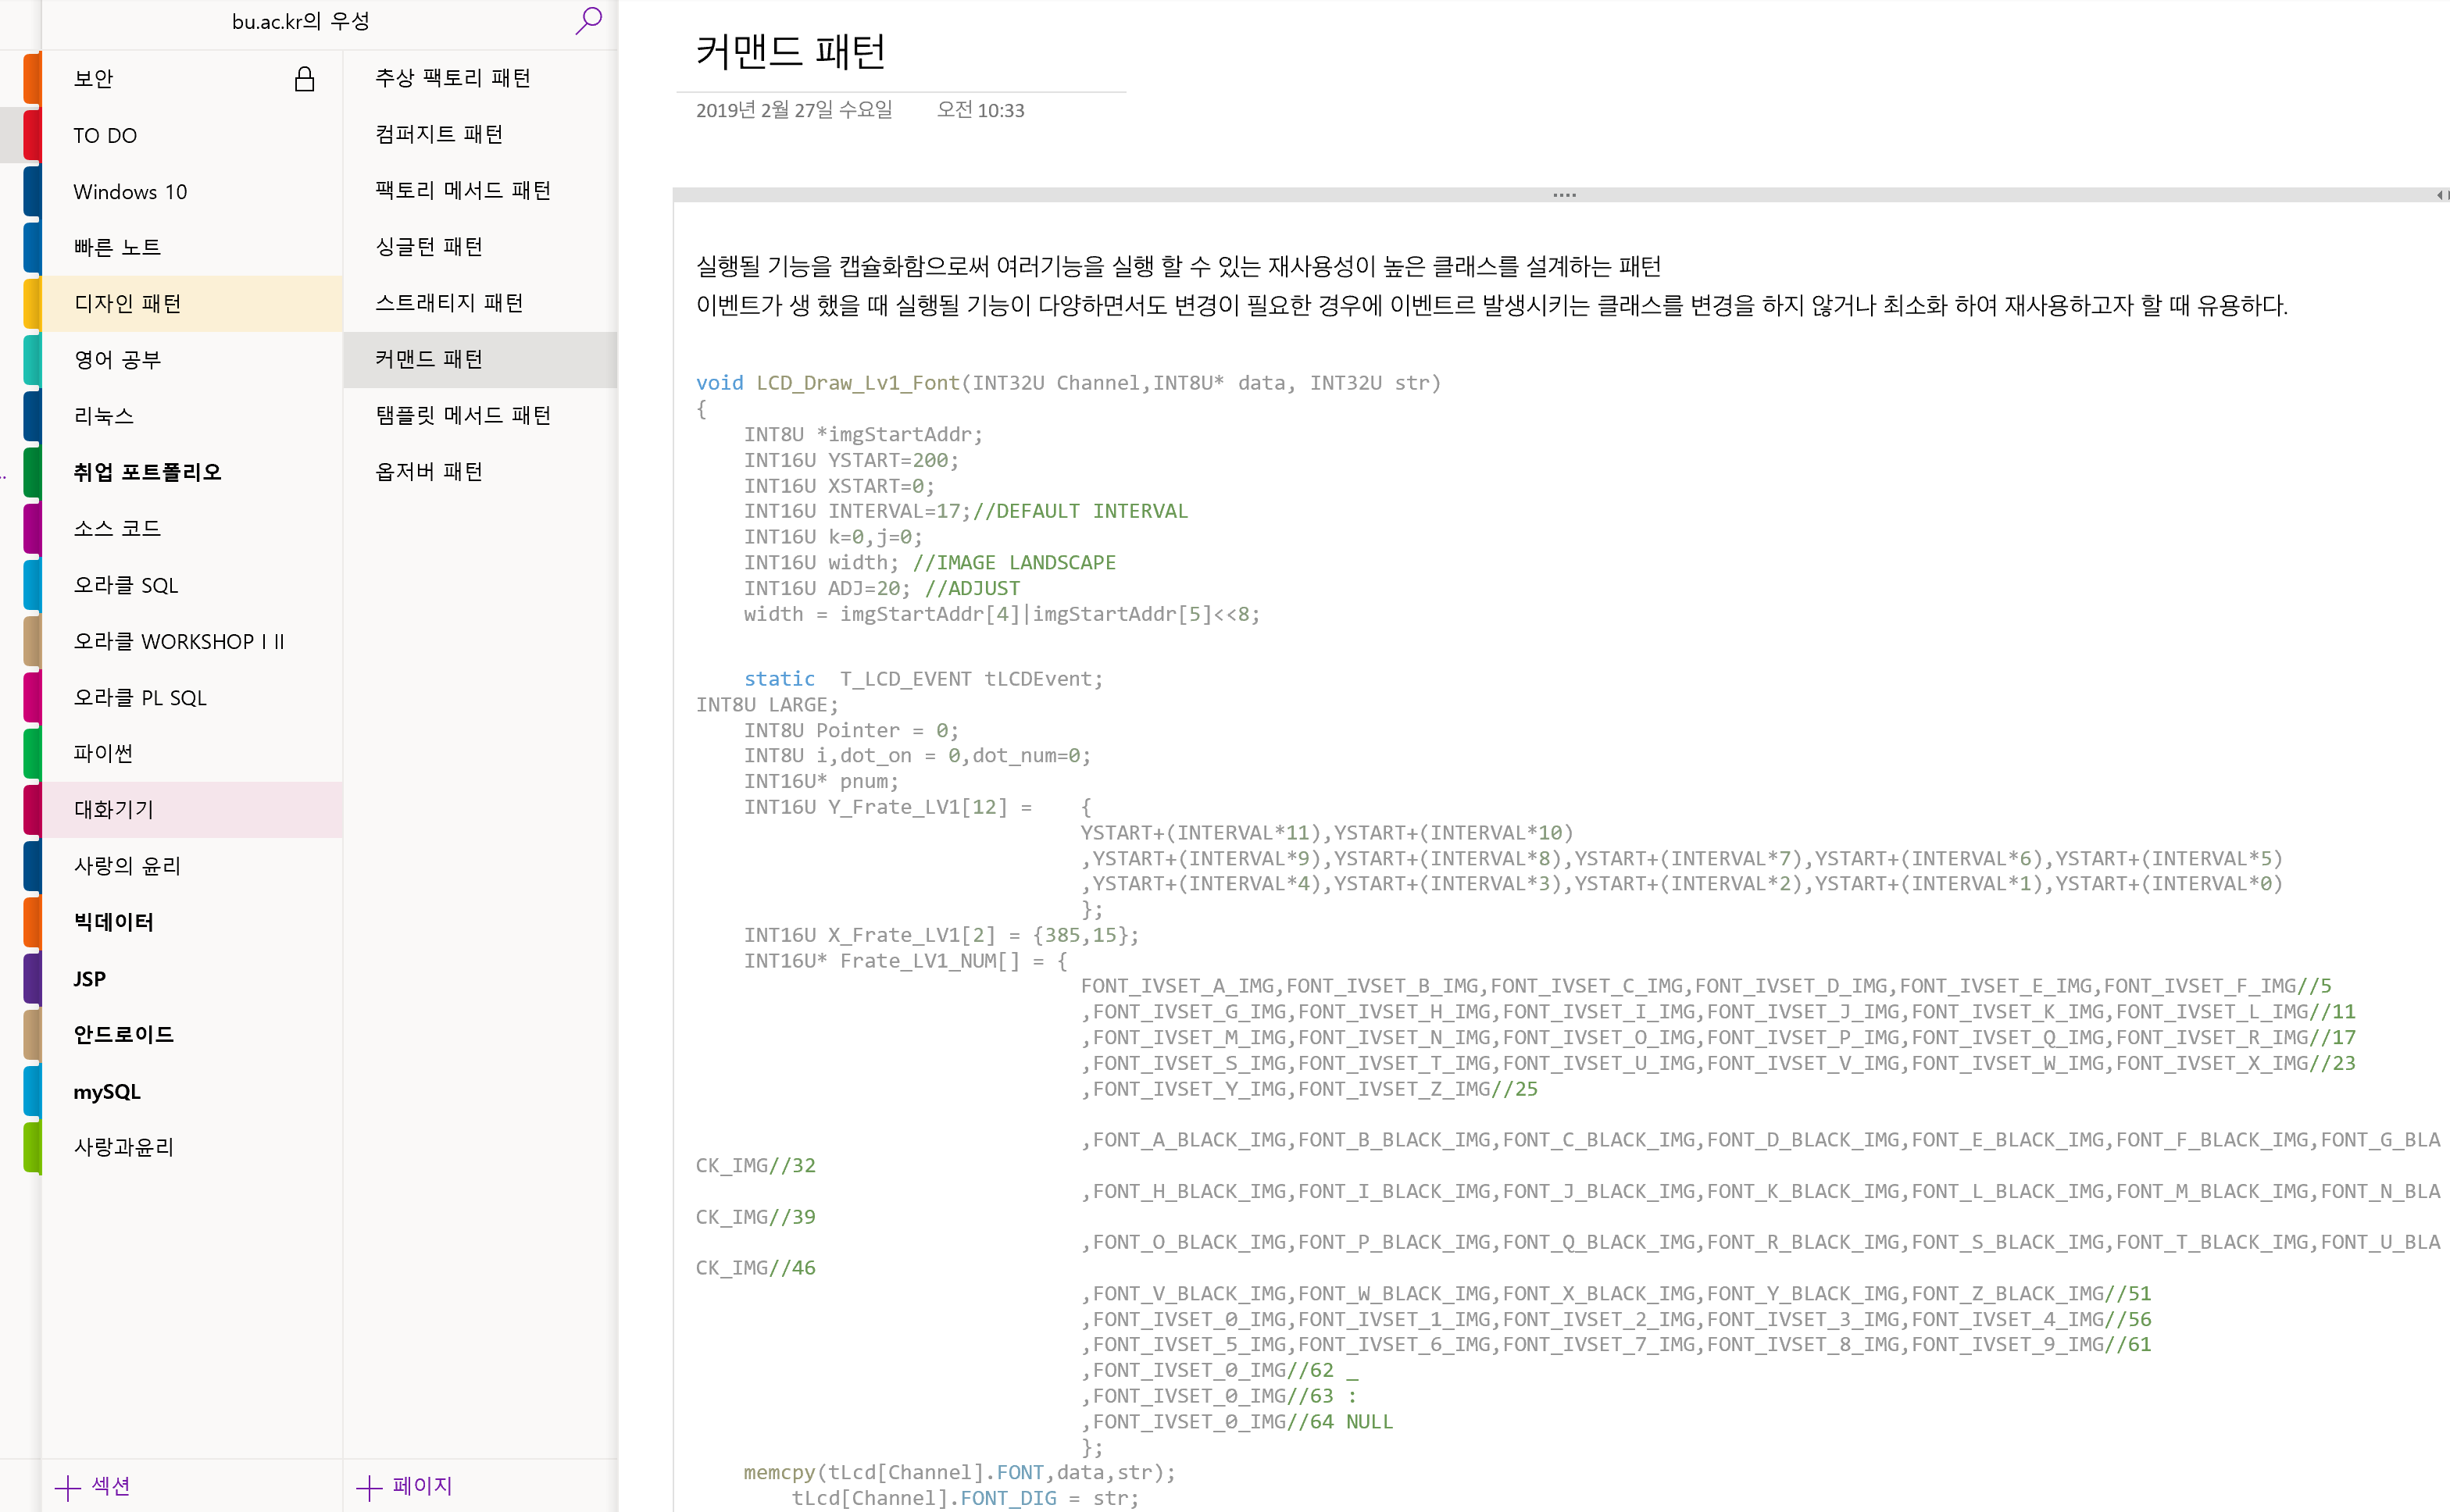 bu.ac.kr의 우성
보안
TO DO
Windows 10
빠른 노트
디자인 패턴
영어 공부
리눅스
취업 포트폴리오
소스 코드
오라클 SQL
오라클 WORKSHOP I II
오라클 PL SQL
파이썬
대화기기
사랑의 윤리
빅데이터
JSP
안드로이드
mySQL
사랑과윤리
섹션
추상 팩토리 패턴
컴퍼지트 패턴
팩토리 메서드 패턴
싱글턴 패턴
스트래티지 패턴
커맨드 패턴
탬플릿 메서드 패턴
옵저버 패턴
페이지
커맨드 패턴
2019년 2월 27일 수요일 오전 10:33
실행될 기능을 캡슐화함으로써 여러기능을 실행 할 수 있는 재사용성이 높은 클래스를 설계하는 패턴
이벤트가 생 했을 때 실행될 기능이 다양하면서도 변경이 필요한 경우에 이벤트르 발생시키는 클래스를 변경을 하지 않거나 최소화 하여 재사용하고자 할 때 유용하다.
void LCD_Draw_Lv1_Font(INT32U Channel,INT8U* data, INT32U str)
{
INT8U *imgStartAddr;
INT16U YSTART=200;
INT16U XSTART=0;
INT16U INTERVAL=17;//DEFAULT INTERVAL
INT16U k=0,j=0;
INT16U width; //IMAGE LANDSCAPE
INT16U ADJ=20; //ADJUST
width = imgStartAddr[4]|imgStartAddr[5]<<8;
static  T_LCD_EVENT tLCDEvent;
INT8U LARGE;
INT8U Pointer = 0;
INT8U i,dot_on = 0,dot_num=0;
INT16U* pnum;
INT16U Y_Frate_LV1[12] =    {
YSTART+(INTERVAL*11),YSTART+(INTERVAL*10)
,YSTART+(INTERVAL*9),YSTART+(INTERVAL*8),YSTART+(INTERVAL*7),YSTART+(INTERVAL*6),YSTART+(INTERVAL*5)
,YSTART+(INTERVAL*4),YSTART+(INTERVAL*3),YSTART+(INTERVAL*2),YSTART+(INTERVAL*1),YSTART+(INTERVAL*0)
};
INT16U X_Frate_LV1[2] = {385,15};
INT16U* Frate_LV1_NUM[] = {
FONT_IVSET_A_IMG,FONT_IVSET_B_IMG,FONT_IVSET_C_IMG,FONT_IVSET_D_IMG,FONT_IVSET_E_IMG,FONT_IVSET_F_IMG//5
,FONT_IVSET_G_IMG,FONT_IVSET_H_IMG,FONT_IVSET_I_IMG,FONT_IVSET_J_IMG,FONT_IVSET_K_IMG,FONT_IVSET_L_IMG//11
,FONT_IVSET_M_IMG,FONT_IVSET_N_IMG,FONT_IVSET_O_IMG,FONT_IVSET_P_IMG,FONT_IVSET_Q_IMG,FONT_IVSET_R_IMG//17
,FONT_IVSET_S_IMG,FONT_IVSET_T_IMG,FONT_IVSET_U_IMG,FONT_IVSET_V_IMG,FONT_IVSET_W_IMG,FONT_IVSET_X_IMG//23
,FONT_IVSET_Y_IMG,FONT_IVSET_Z_IMG//25
,FONT_A_BLACK_IMG,FONT_B_BLACK_IMG,FONT_C_BLACK_IMG,FONT_D_BLACK_IMG,FONT_E_BLACK_IMG,FONT_F_BLACK_IMG,FONT_G_BLA
CK_IMG//32
,FONT_H_BLACK_IMG,FONT_I_BLACK_IMG,FONT_J_BLACK_IMG,FONT_K_BLACK_IMG,FONT_L_BLACK_IMG,FONT_M_BLACK_IMG,FONT_N_BLA
CK_IMG//39
,FONT_O_BLACK_IMG,FONT_P_BLACK_IMG,FONT_Q_BLACK_IMG,FONT_R_BLACK_IMG,FONT_S_BLACK_IMG,FONT_T_BLACK_IMG,FONT_U_BLA
CK_IMG//46
,FONT_V_BLACK_IMG,FONT_W_BLACK_IMG,FONT_X_BLACK_IMG,FONT_Y_BLACK_IMG,FONT_Z_BLACK_IMG//51
,FONT_IVSET_0_IMG,FONT_IVSET_1_IMG,FONT_IVSET_2_IMG,FONT_IVSET_3_IMG,FONT_IVSET_4_IMG//56
,FONT_IVSET_5_IMG,FONT_IVSET_6_IMG,FONT_IVSET_7_IMG,FONT_IVSET_8_IMG,FONT_IVSET_9_IMG//61
,FONT_IVSET_0_IMG//62 _
,FONT_IVSET_0_IMG//63 :
,FONT_IVSET_0_IMG//64 NULL
};
memcpy(tLcd[Channel].FONT,data,str);
tLcd[Channel].FONT_DIG = str;